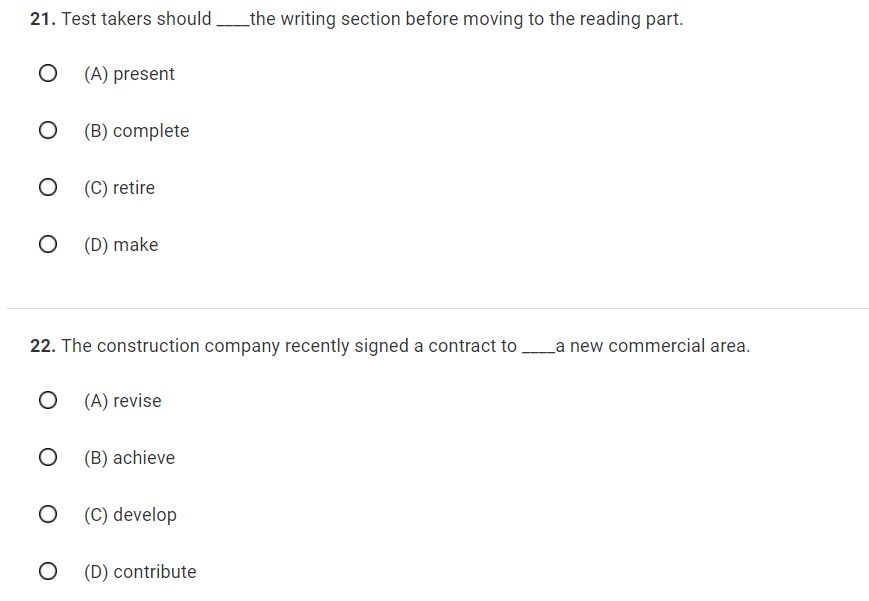 21. Test takers should ____the writing section before moving to the reading part.
(A) present
(B) complete
(C) retire
(D) make
22. The construction company recently signed a contract to ____a new commercial area.
(A) revise
(B) achieve
(C) develop
(D) contribute